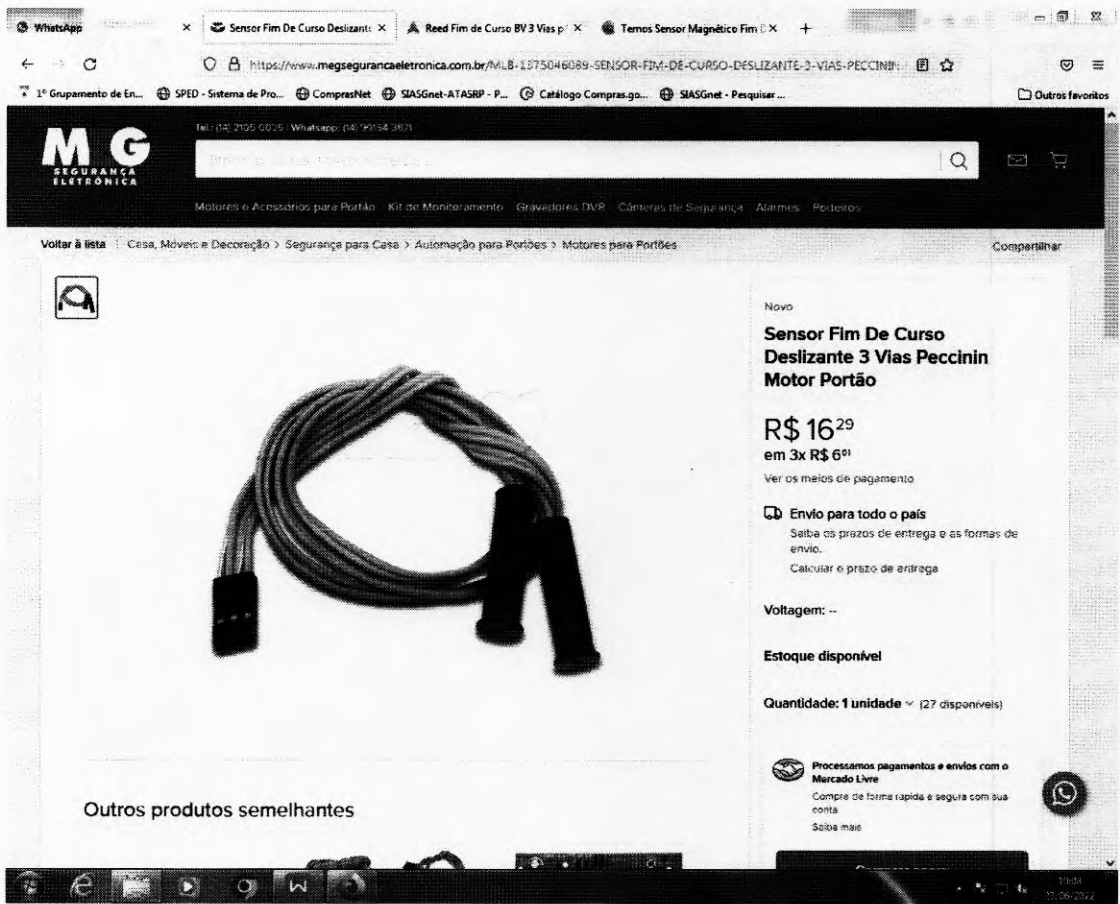 WhatsApp
Sensor Fim De Curso Deslizant
Reed Fim de Curso BV 3 Vias p
Temos Sensor Magnético Fim D
https://www.megsegurancaeletronica.com.br/MLB-1375046089-SENSOR-FIM-DE-CURSO-DESLIZANTE-3-VIAS-PECCININ
1º Grupamento de En... SPED - Sistema de Pro... ComprasNet SIASGnet-ATASRP - P... Catálogo Compras.go... SIASGnet - Pesquisar ... Outros favoritos
M G
SEGURANÇA
ELETRÔNICA
Motores e Acessórios para Portão Kit de Monitoramento Gravadores DVR Câmeras de Segurança Alarmes Porteiros
Voltar à lista Casa, Móveis e Decoração > Segurança para Casa > Automação para Portões > Motores para Portões Compartilhar
Novo
Sensor Fim De Curso
Deslizante 3 Vias Peccinin
Motor Portão
R$ 16²⁹
em 3x R$ 6⁰¹
Ver os meios de pagamento
Envio para todo o país
Saiba os prazos de entrega e as formas de
envio.
Calcular o prazo de entrega
Voltagem: --
Estoque disponível
Quantidade: 1 unidade (27 disponíveis)
Processamos pagamentos e envios com o
Mercado Livre
Compre de forma rápida e segura com sua
conta
Saiba mais
Outros produtos semelhantes
10:08